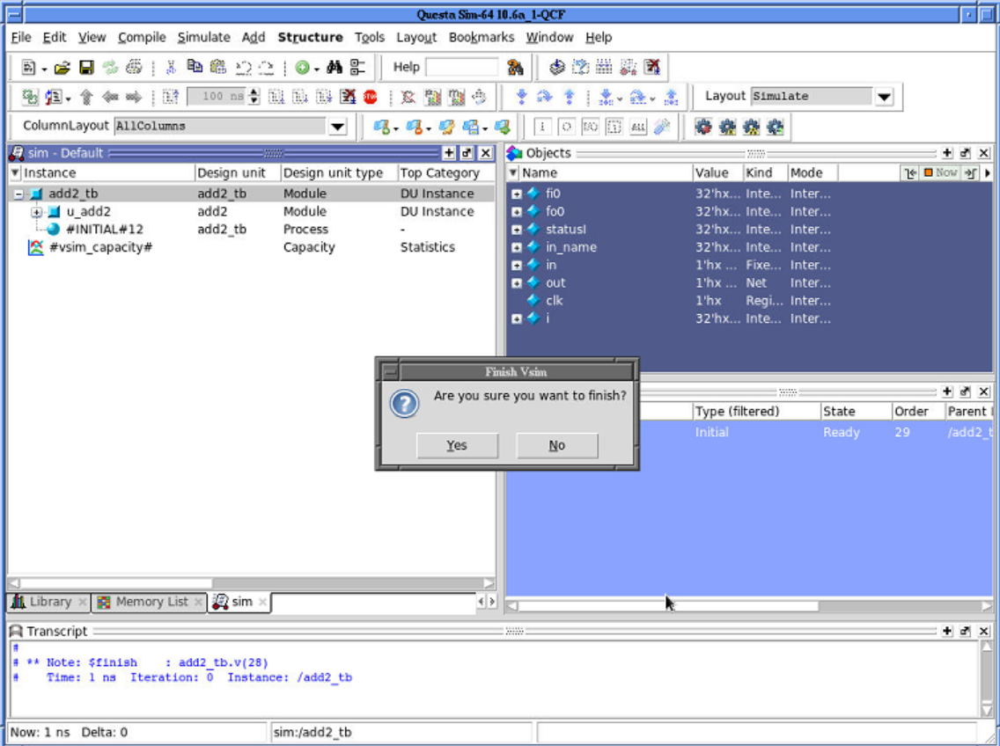 Questa Sim-64 10.6a_1-QCF
File Edit View Compile Simulate Add Structure Tools Layout Bookmarks Window Help
Help
100 ns
Layout Simulate
ColumnLayout AllColumns
sim - Default
Instance Design unit Design unit type Top Category
add2_tb add2_tb Module DU Instance
u_add2 add2 Module DU Instance
#INITIAL#12 add2_tb Process -
#vsim_capacity# Capacity Statistics
Objects
Name Value Kind Mode Now
fi0 32'hx... Inte... Inter...
fo0 32'hx... Inte... Inter...
statusI 32'hx... Inte... Inter...
in_name 32'hx... Inte... Inter...
in 1'hx ... Fixe... Inter...
out 1'hx ... Net Inter...
clk 1'hx Regi... Inter...
i 32'hx... Inte... Inter...
Finish Vsim
Are you sure you want to finish?
Yes No
Type (filtered) State Order Parent
Initial Ready 29 /add2_t
Library Memory List sim
Transcript
#
# ** Note: $finish : add2_tb.v(28)
# Time: 1 ns Iteration: 0 Instance: /add2_tb
Now: 1 ns Delta: 0 sim:/add2_tb